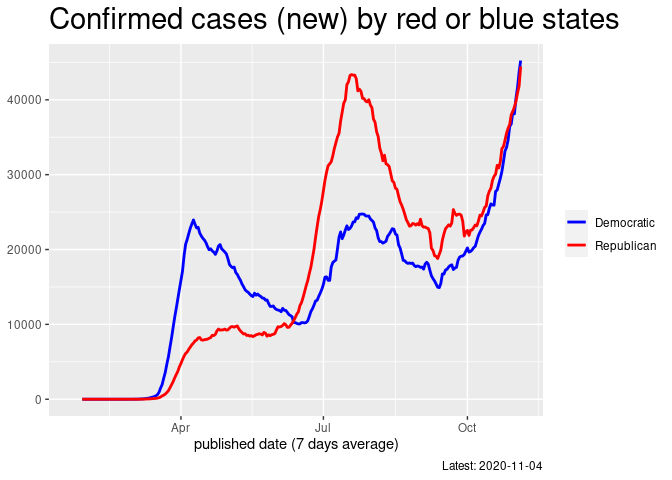 Confirmed cases (new) by red or blue states
40000
30000
20000
10000
0
Apr
Jul
Oct
published date (7 days average)
Democratic
Republican
Latest: 2020-11-04